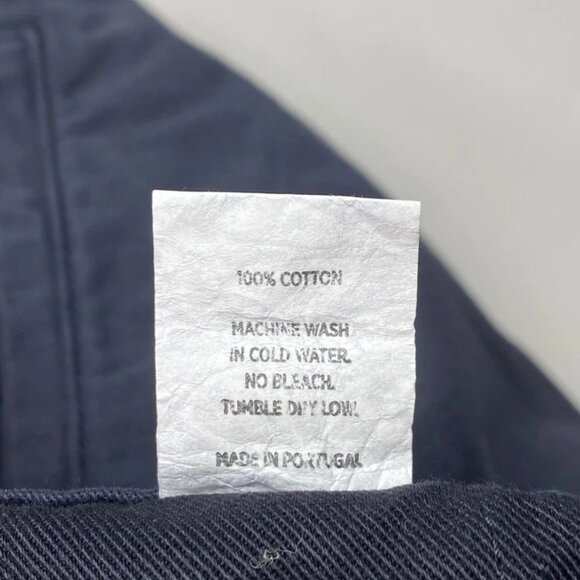 100% COTTON
MACHINE WASH
IN COLD WATER.
NO BLEACH.
TUMBLE DRY LOW.
MADE IN PORTUGAL